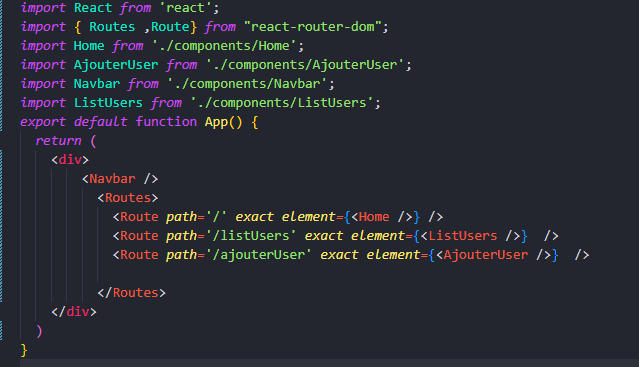 import React from 'react';
import { Routes ,Route} from "react-router-dom";
import Home from './components/Home';
import AjouterUser from './components/AjouterUser';
import Navbar from './components/Navbar';
import ListUsers from './components/ListUsers';
export default function App() {
return (
<div>
<Navbar />
<Routes>
<Route path='/' exact element={<Home />} />
<Route path='/listUsers' exact element={<ListUsers />}  />
<Route path='/ajouterUser' exact element={<AjouterUser />}  />
</Routes>
</div>
)
}